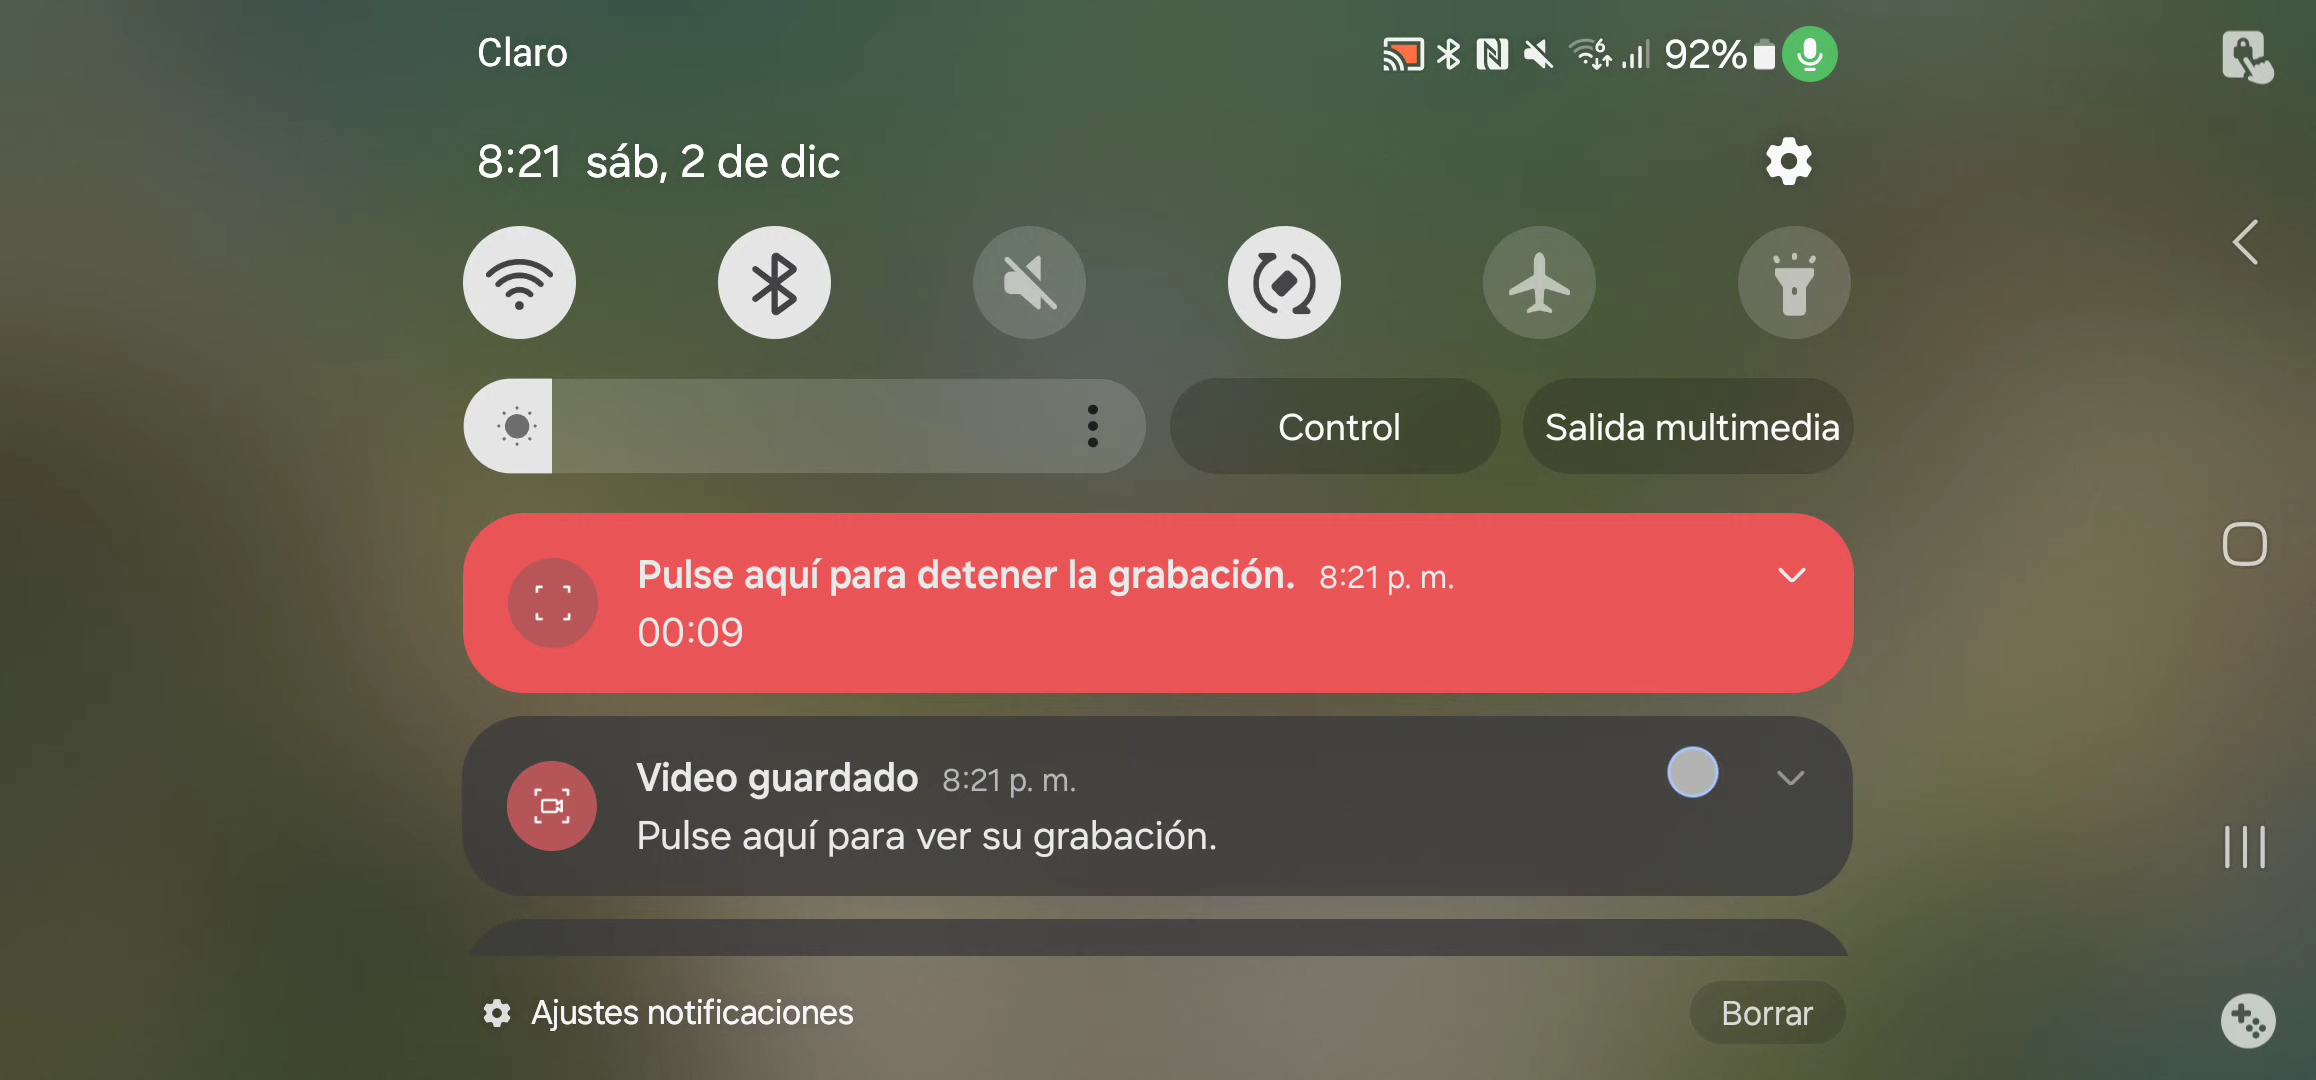 Claro
6
92%
8:21 sáb, 2 de dic
Control
Salida multimedia
Pulse aquí para detener la grabación. 8:21 p. m.
00:09
Video guardado 8:21 p. m.
Pulse aquí para ver su grabación.
Ajustes notificaciones
Borrar